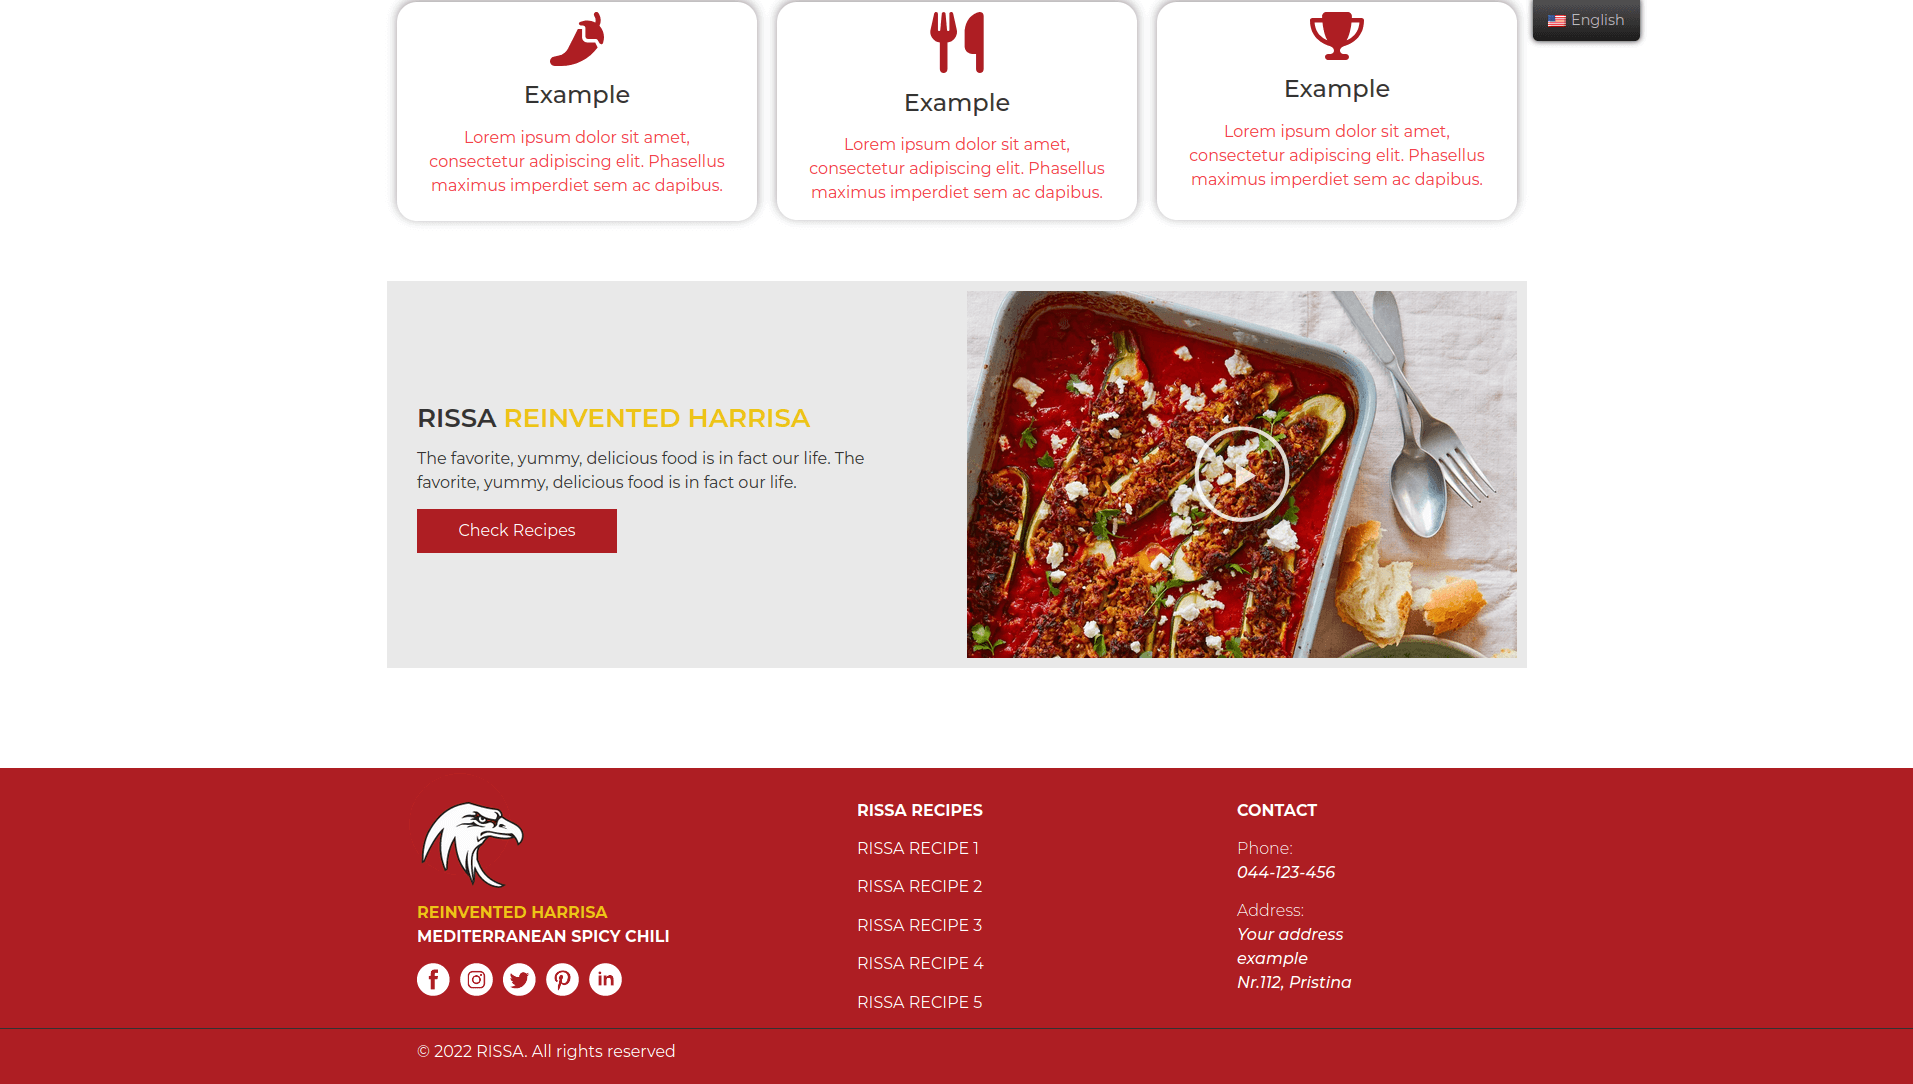 English
Example
Lorem ipsum dolor sit amet,
consectetur adipiscing elit. Phasellus
maximus imperdiet sem ac dapibus.
Example
Lorem ipsum dolor sit amet,
consectetur adipiscing elit. Phasellus
maximus imperdiet sem ac dapibus.
Example
Lorem ipsum dolor sit amet,
consectetur adipiscing elit. Phasellus
maximus imperdiet sem ac dapibus.
RISSA REINVENTED HARRISA
The favorite, yummy, delicious food is in fact our life. The
favorite, yummy, delicious food is in fact our life.
Check Recipes
REINVENTED HARRISA
MEDITERRANEAN SPICY CHILI
RISSA RECIPES
RISSA RECIPE 1
RISSA RECIPE 2
RISSA RECIPE 3
RISSA RECIPE 4
RISSA RECIPE 5
CONTACT
Phone:
044-123-456
Address:
Your address
example
Nr.112, Pristina
© 2022 RISSA. All rights reserved